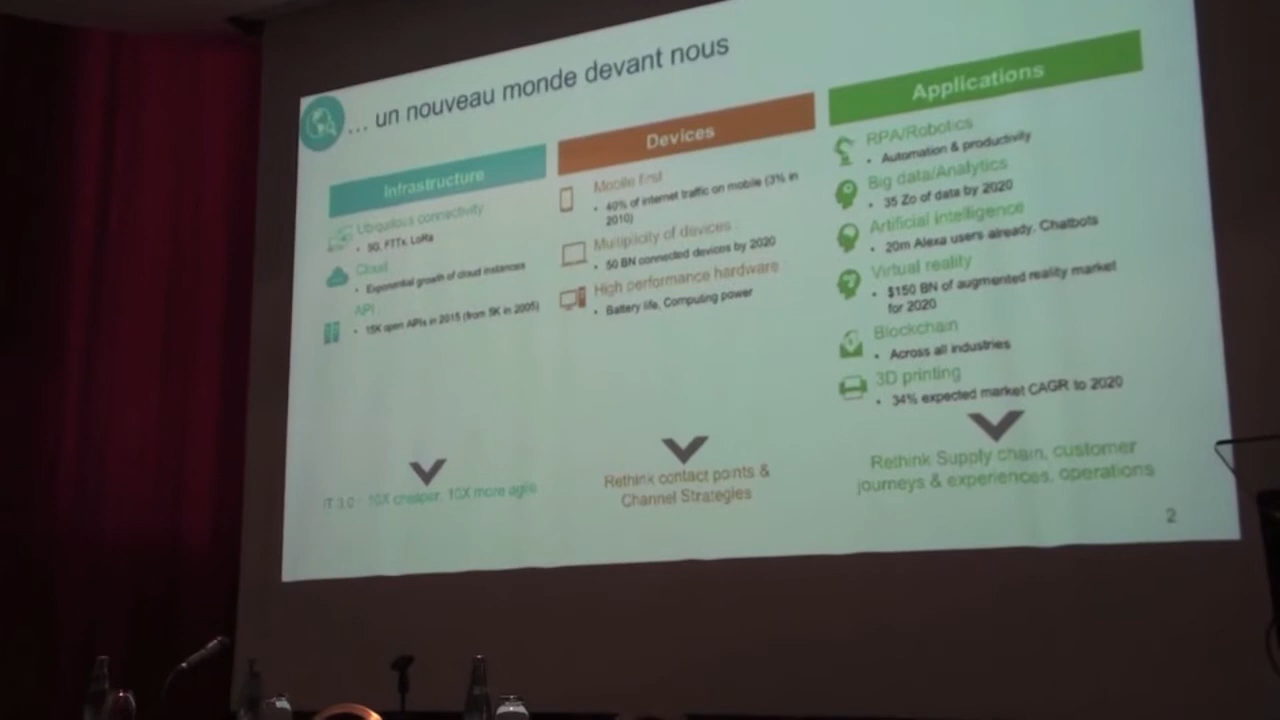 ... un nouveau monde devant nous
Infrastructure
Ubiquitous connectivity
• 5G, FTTx, LoRa
Cloud
• Exponential growth of cloud instances
API
• 15K open APIs in 2015 (from 5K in 2005)
IT 3.0 - 10X cheaper, 10X more agile
Devices
Mobile first
• 40% of internet traffic on mobile (3% in
2010)
Multiplicity of devices
• 50 BN connected devices by 2020
High performance hardware
• Battery life, Computing power
Rethink contact points &
Channel Strategies
Applications
RPA/Robotics
• Automation & productivity
Big data/Analytics
• 35 Zo of data by 2020
Artificial intelligence
• 20m Alexa users already. Chatbots
Virtual reality
• $150 BN of augmented reality market
for 2020
Blockchain
• Across all industries
3D printing
• 34% expected market CAGR to 2020
Rethink Supply chain, customer
journeys & experiences, operations
2